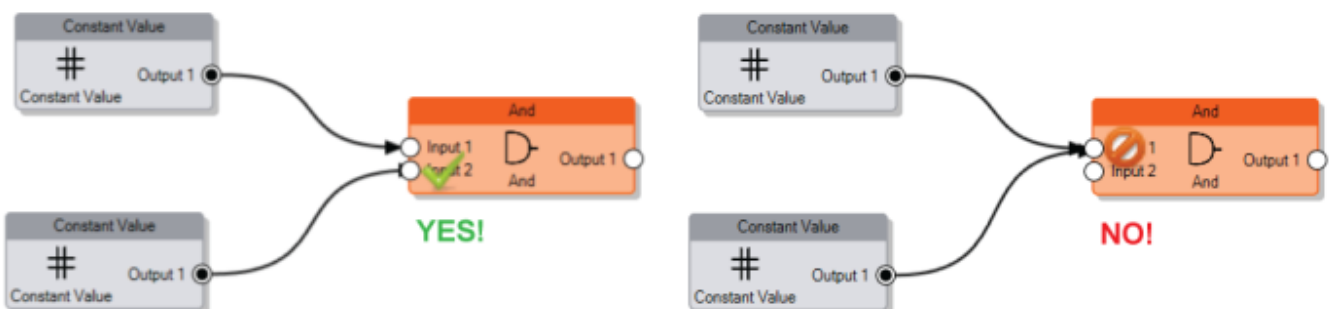 Constant Value
Output 1
Constant Value
And
Input 1
Input 2
Output 1
And
YES!
Constant Value
Output 1
Constant Value
Constant Value
Output 1
Constant Value
And
1
Input 2
Output 1
And
NO!
Constant Value
Output 1
Constant Value